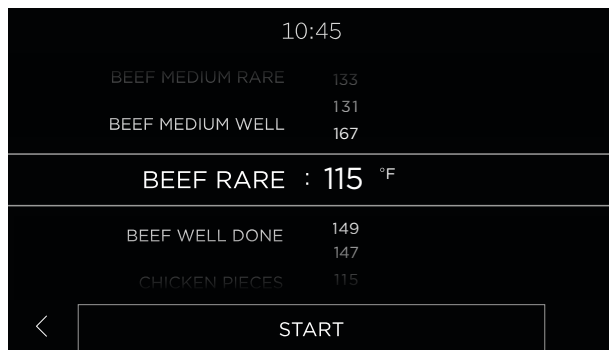 10:45
BEEF MEDIUM RARE 133
131
BEEF MEDIUM WELL 167
BEEF RARE : 115 °F
BEEF WELL DONE 149
147
CHICKEN PIECES 115
START